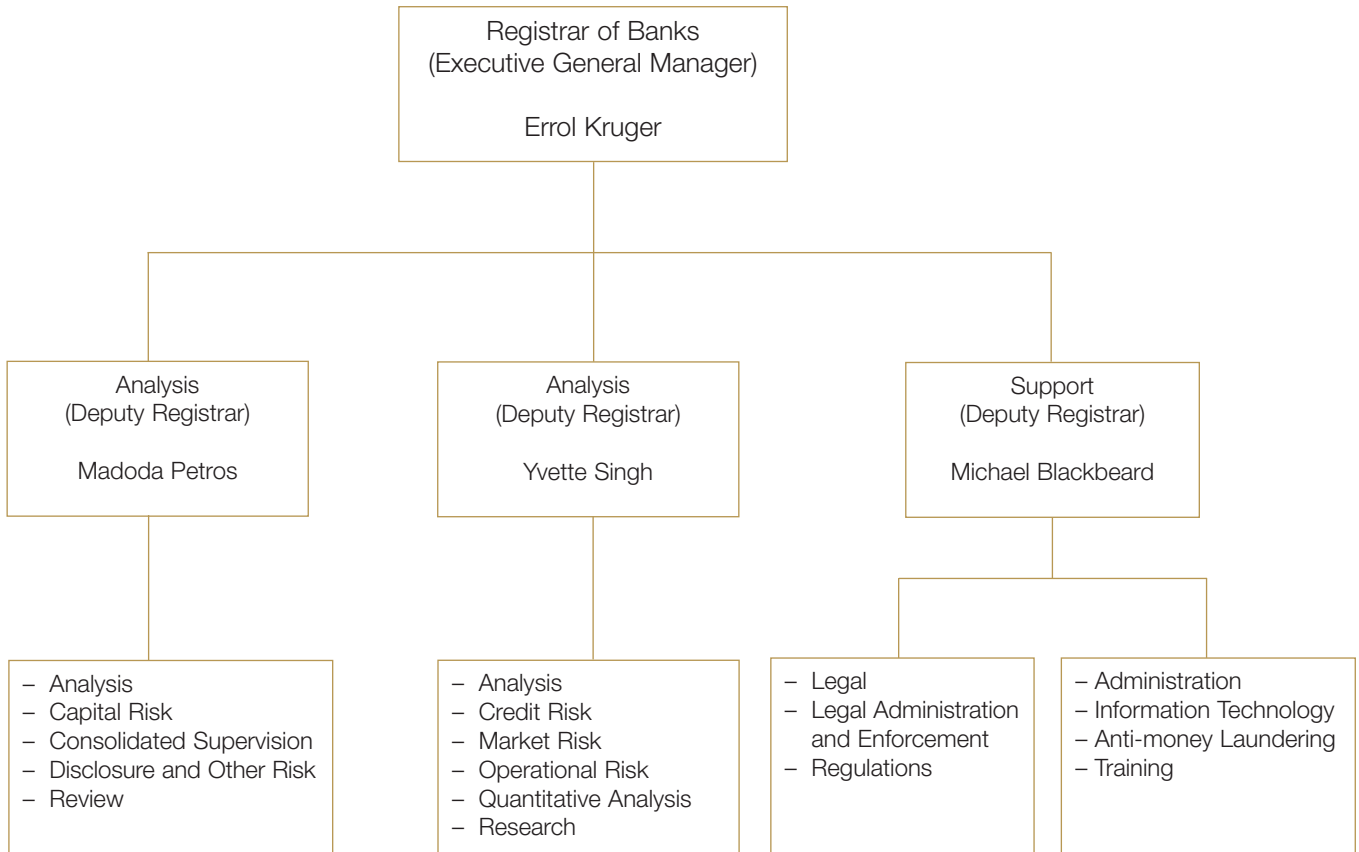 Registrar of Banks
(Executive General Manager)
Errol Kruger
Analysis
(Deputy Registrar)
Madoda Petros
Analysis
(Deputy Registrar)
Yvette Singh
Support
(Deputy Registrar)
Michael Blackbeard
– Analysis
– Capital Risk
– Consolidated Supervision
– Disclosure and Other Risk
– Review
– Analysis
– Credit Risk
– Market Risk
– Operational Risk
– Quantitative Analysis
– Research
– Legal
– Legal Administration
and Enforcement
– Regulations
– Administration
– Information Technology
– Anti-money Laundering
– Training